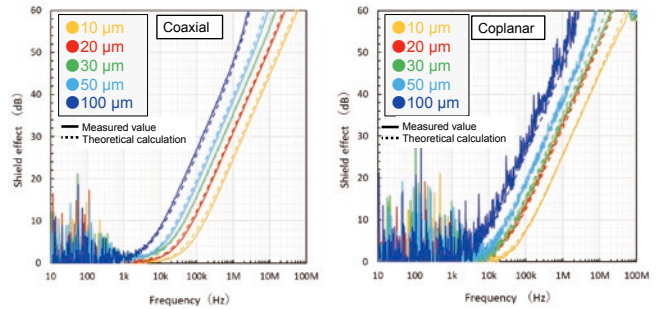 Coaxial
10 μm
20 μm
30 μm
50 μm
100 μm
Measured value
Theoretical calculation
Shield effect (dB)
60
50
40
30
20
10
0
10
100
1k
10k
100k
1M
10M
100M
Frequency (Hz)
Coplanar
10 μm
20 μm
30 μm
50 μm
100 μm
Measured value
Theoretical calculation
Shield effect (dB)
60
50
40
30
20
10
0
10
100
1k
10k
100k
1M
10M
100M
Frequency (Hz)